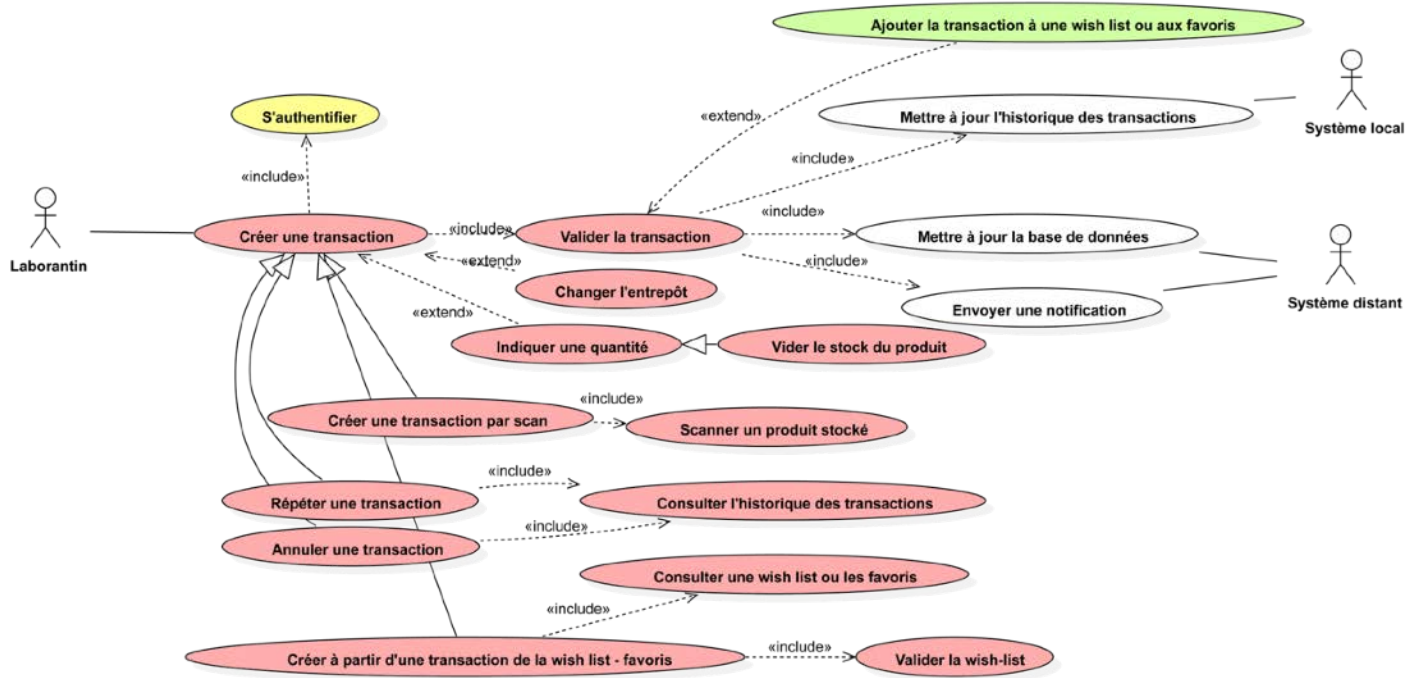 Ajouter la transaction à une wish list ou aux favoris
«extend»
S'authentifier
Mettre à jour l'historique des transactions
Système local
«include»
«include»
Laborantin
Créer une transaction
«include»
Valider la transaction
«include»
Mettre à jour la base de données
«extend»
Changer l'entrepôt
«include»
Envoyer une notification
Système distant
«extend»
Indiquer une quantité
Vider le stock du produit
Créer une transaction par scan
«include»
Scanner un produit stocké
Répéter une transaction
«include»
Consulter l'historique des transactions
Annuler une transaction
«include»
Consulter une wish list ou les favoris
«include»
Créer à partir d'une transaction de la wish list - favoris
«include»
Valider la wish-list